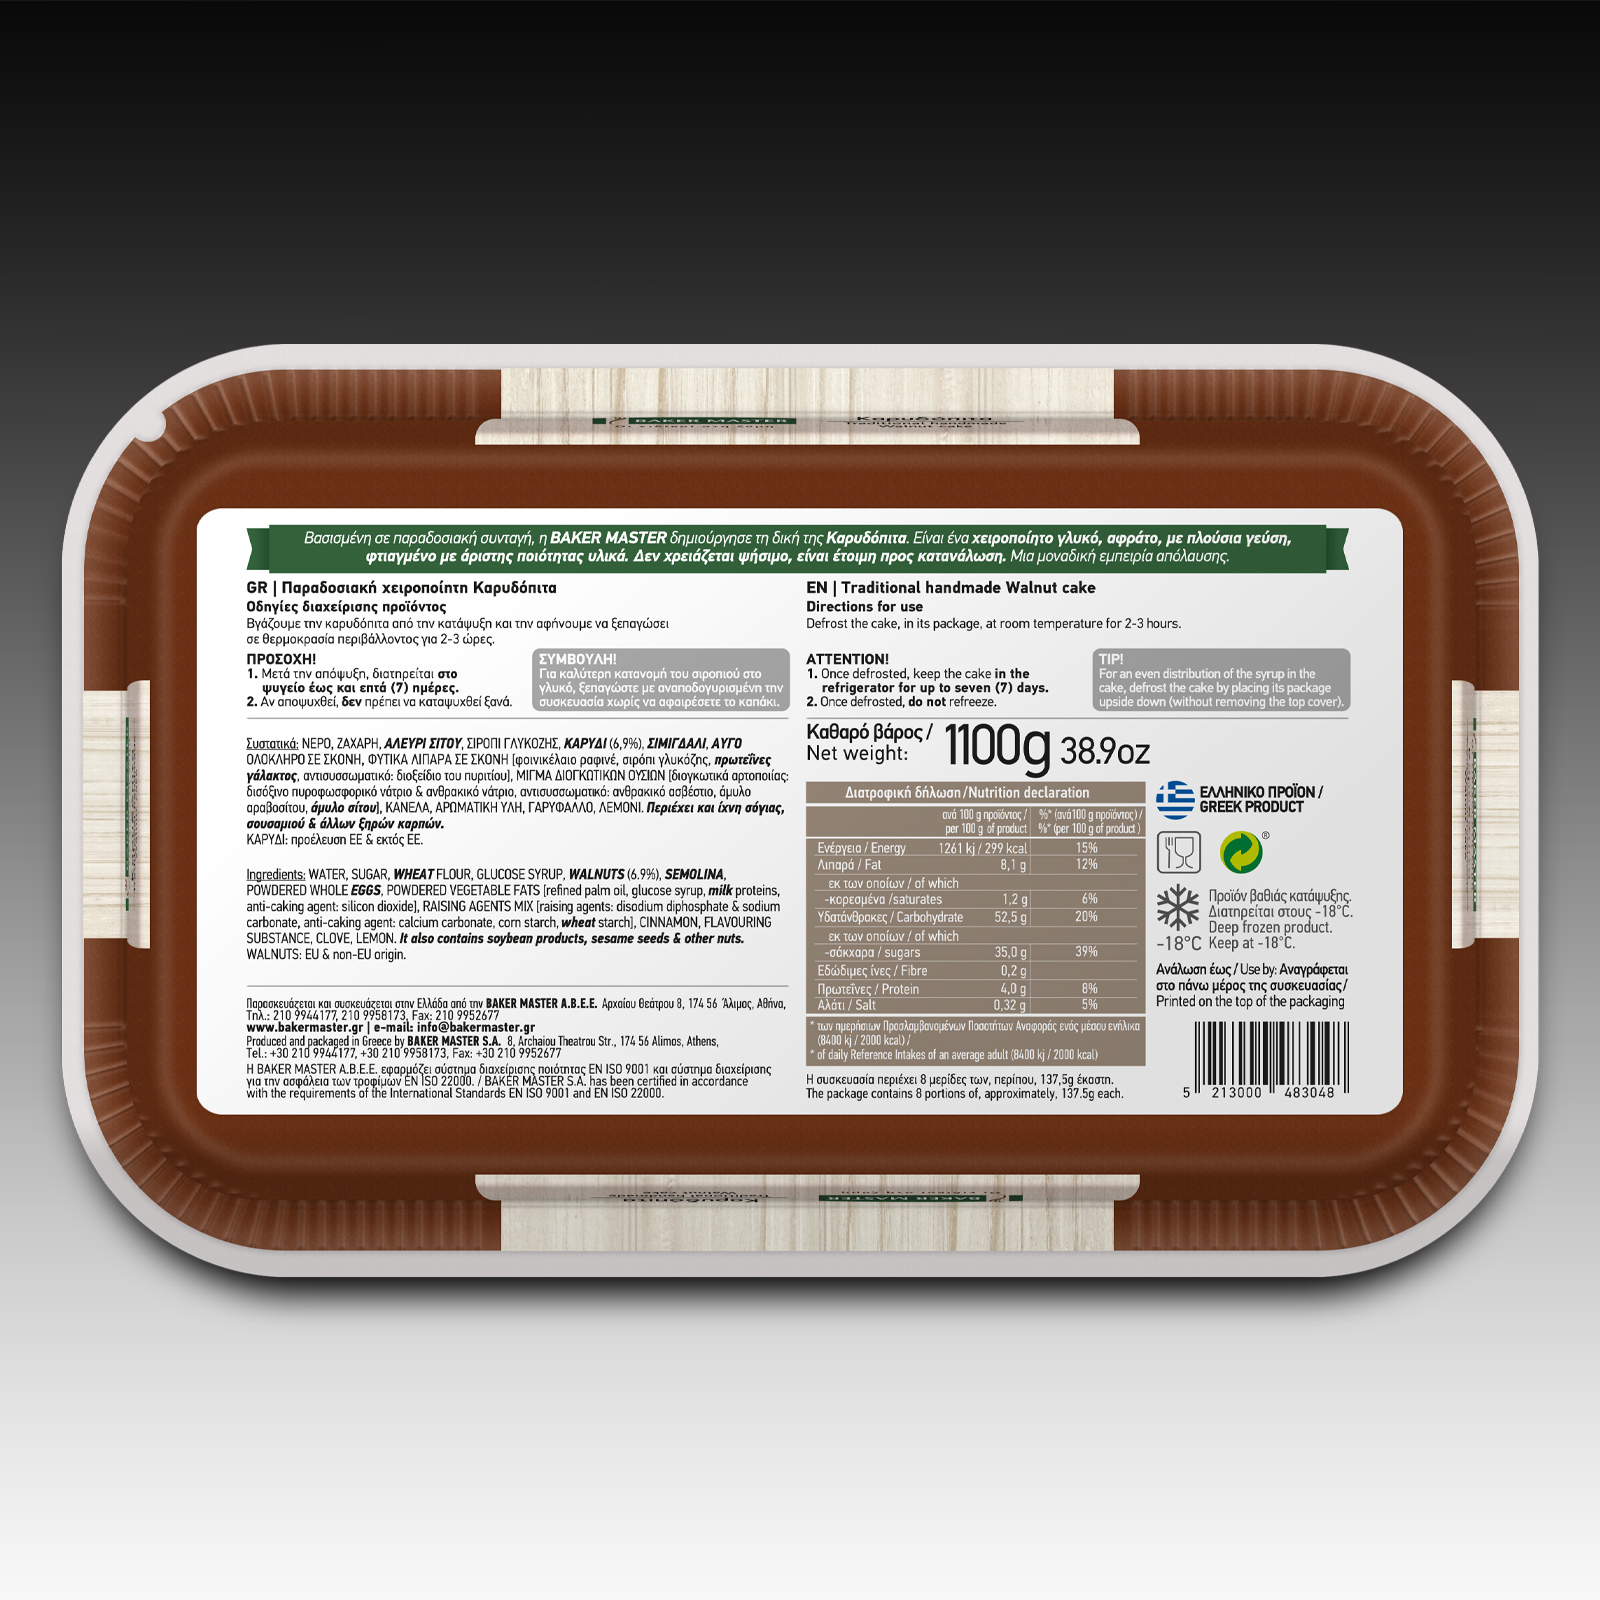 BAKER MASTER
Καρυδόπιτα
Traditional handmade
Walnut cake
Βασισμένη σε παραδοσιακή συνταγή, η BAKER MASTER δημιούργησε τη δική της Καρυδόπιτα. Είναι ένα χειροποίητο γλυκό, αφράτο, με πλούσια γεύση,
φτιαγμένο με άριστης ποιότητας υλικά. Δεν χρειάζεται ψήσιμο, είναι έτοιμη προς κατανάλωση. Μια μοναδική εμπειρία απόλαυσης.
GR | Παραδοσιακή χειροποίητη Καρυδόπιτα
Οδηγίες διαχείρισης προϊόντος
Βγάζουμε την καρυδόπιτα από την κατάψυξη και την αφήνουμε να ξεπαγώσει
σε θερμοκρασία περιβάλλοντος για 2-3 ώρες.
ΠΡΟΣΟΧΗ!
1. Μετά την απόψυξη, διατηρείται στο
ψυγείο έως και επτά (7) ημέρες.
2. Αν αποψυχθεί, δεν πρέπει να καταψυχθεί ξανά.
ΣΥΜΒΟΥΛΗ!
Για καλύτερη κατανομή του σιροπιού στο
γλυκό, ξεπαγώστε με αναποδογυρισμένη την
συσκευασία χωρίς να αφαιρέσετε το καπάκι.
Συστατικά: ΝΕΡΟ, ΖΑΧΑΡΗ, ΑΛΕΥΡΙ ΣΙΤΟΥ, ΣΙΡΟΠΙ ΓΛΥΚΟΖΗΣ, ΚΑΡΥΔΙ (6,9%), ΣΙΜΙΓΔΑΛΙ, ΑΥΓΟ
ΟΛΟΚΛΗΡΟ ΣΕ ΣΚΟΝΗ, ΦΥΤΙΚΑ ΛΙΠΑΡΑ ΣΕ ΣΚΟΝΗ [φοινικέλαιο ραφινέ, σιρόπι γλυκόζης, πρωτεΐνες
γάλακτος, αντισυσσωματικό: διοξείδιο του πυριτίου], ΜΙΓΜΑ ΔΙΟΓΚΩΤΙΚΩΝ ΟΥΣΙΩΝ [διογκωτικά αρτοποιίας:
δισόξινο πυροφωσφορικό νάτριο & ανθρακικό νάτριο, αντισυσσωματικό: ανθρακικό ασβέστιο, άμυλο
αραβοσίτου, άμυλο σίτου], ΚΑΝΕΛΑ, ΑΡΩΜΑΤΙΚΗ ΥΛΗ, ΓΑΡΥΦΑΛΛΟ, ΛΕΜΟΝΙ. Περιέχει και ίχνη σόγιας,
σουσαμιού & άλλων ξηρών καρπών.
ΚΑΡΥΔΙ: προέλευση ΕΕ & εκτός ΕΕ.
Ingredients: WATER, SUGAR, WHEAT FLOUR, GLUCOSE SYRUP, WALNUTS (6.9%), SEMOLINA,
POWDERED WHOLE EGGS, POWDERED VEGETABLE FATS [refined palm oil, glucose syrup, milk proteins,
anti-caking agent: silicon dioxide], RAISING AGENTS MIX [raising agents: disodium diphosphate & sodium
carbonate, anti-caking agent: calcium carbonate, corn starch, wheat starch], CINNAMON, FLAVOURING
SUBSTANCE, CLOVE, LEMON. It also contains soybean products, sesame seeds & other nuts.
WALNUTS: EU & non-EU origin.
Παρασκευάζεται και συσκευάζεται στην Ελλάδα από την BAKER MASTER Α.Β.Ε.Ε. Αρχαίου Θεάτρου 8, 174 56 Άλιμος, Αθήνα,
Τηλ.: 210 9944177, 210 9958173, Fax: 210 9952677
www.bakermaster.gr | e-mail: info@bakermaster.gr
Produced and packaged in Greece by BAKER MASTER S.A. 8, Archaiou Theatrou Str., 174 56 Alimos, Athens,
Tel.: +30 210 9944177, +30 210 9958173, Fax: +30 210 9952677
Η BAKER MASTER Α.Β.Ε.Ε. εφαρμόζει σύστημα διαχείρισης ποιότητας EN ISO 9001 και σύστημα διαχείρισης
για την ασφάλεια των τροφίμων EN ISO 22000. / BAKER MASTER S.A. has been certified in accordance
with the requirements of the International Standards EN ISO 9001 and EN ISO 22000.
EN | Traditional handmade Walnut cake
Directions for use
Defrost the cake, in its package, at room temperature for 2-3 hours.
ATTENTION!
1. Once defrosted, keep the cake in the
refrigerator for up to seven (7) days.
2. Once defrosted, do not refreeze.
TIP!
For an even distribution of the syrup in the
cake, defrost the cake by placing its package
upside down (without removing the top cover).
Καθαρό βάρος /
Net weight: 1100g 38.9oz
Διατροφική δήλωση /Nutrition declaration
ανά 100 g προϊόντος / %* (ανά100 g προϊόντος) /
per 100 g of product %* (per 100 g of product )
Ενέργεια / Energy 1261 kj / 299 kcal 15%
Λιπαρά / Fat 8,1 g 12%
εκ των οποίων / of which
-κορεσμένα /saturates 1,2 g 6%
Υδατάνθρακες / Carbohydrate 52,5 g 20%
εκ των οποίων / of which
-σάκχαρα / sugars 35,0 g 39%
Εδώδιμες ίνες / Fibre 0,2 g
Πρωτεΐνες / Protein 4,0 g 8%
Αλάτι / Salt 0,32 g 5%
* των ημερήσιων Προσλαμβανομένων Ποσοτήτων Αναφοράς ενός μέσου ενήλικα
(8400 kj / 2000 kcal) /
* of daily Reference Intakes of an average adult (8400 kj / 2000 kcal)
Η συσκευασία περιέχει 8 μερίδες των, περίπου, 137,5g έκαστη.
The package contains 8 portions of, approximately, 137.5g each.
ΕΛΛΗΝΙΚΟ ΠΡΟΪΟΝ /
GREEK PRODUCT
®
Προϊόν βαθιάς κατάψυξης.
Διατηρείται στους -18°C.
Deep frozen product.
Keep at -18°C.
-18°C
Ανάλωση έως / Use by: Αναγράφεται
στο πάνω μέρος της συσκευασίας /
Printed on the top of the packaging
5 213000 483048
BAKER MASTER
Καρυδόπιτα
Traditional handmade
Walnut cake